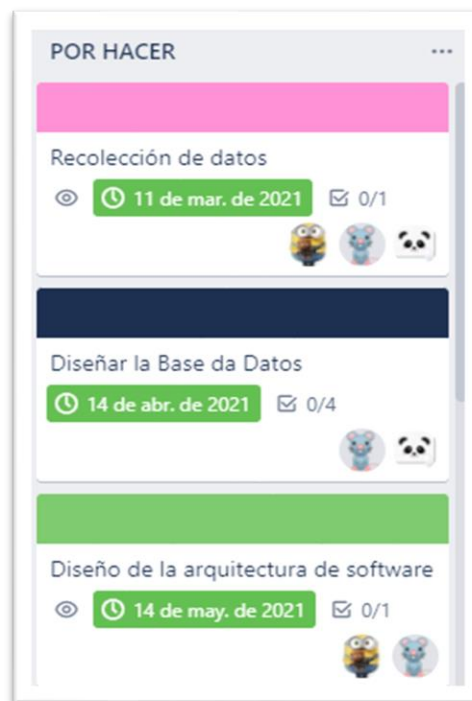 POR HACER
Recolección de datos
11 de mar. de 2021 0/1
Diseñar la Base da Datos
14 de abr. de 2021 0/4
Diseño de la arquitectura de software
14 de may. de 2021 0/1